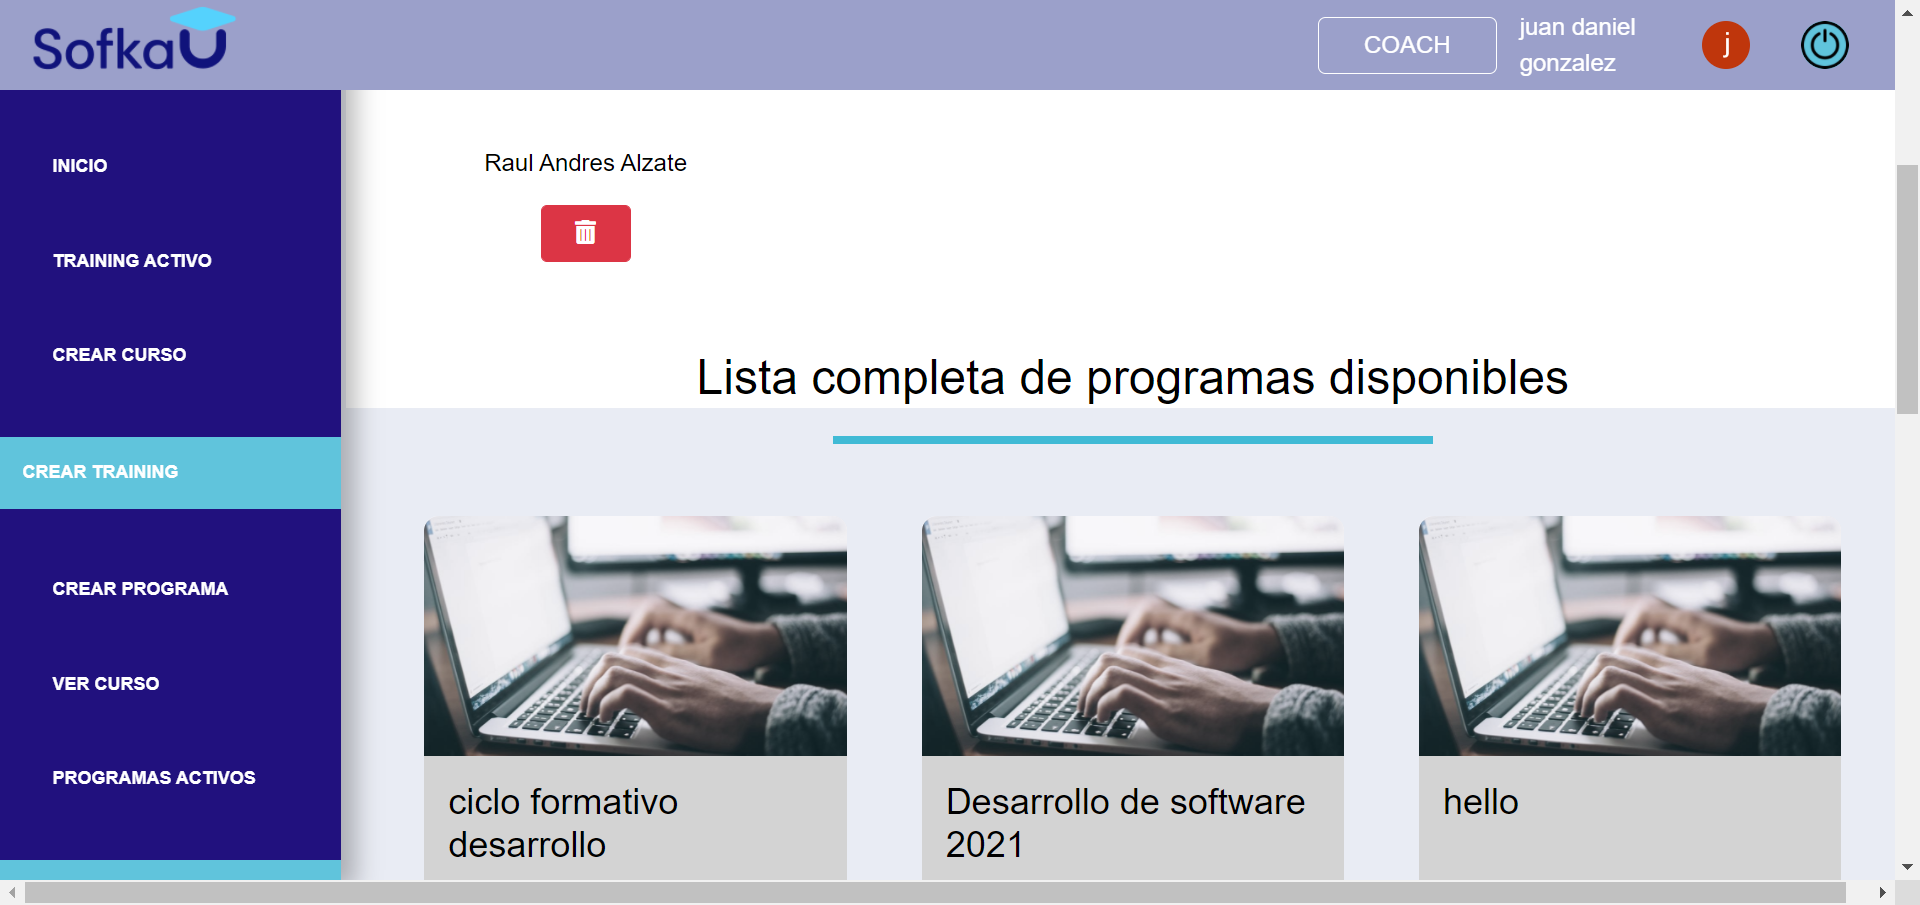 SofkaU
COACH
juan daniel
gonzalez
j
INICIO
TRAINING ACTIVO
CREAR CURSO
CREAR TRAINING
CREAR PROGRAMA
VER CURSO
PROGRAMAS ACTIVOS
Raul Andres Alzate
Lista completa de programas disponibles
ciclo formativo
desarrollo
Desarrollo de software
2021
hello